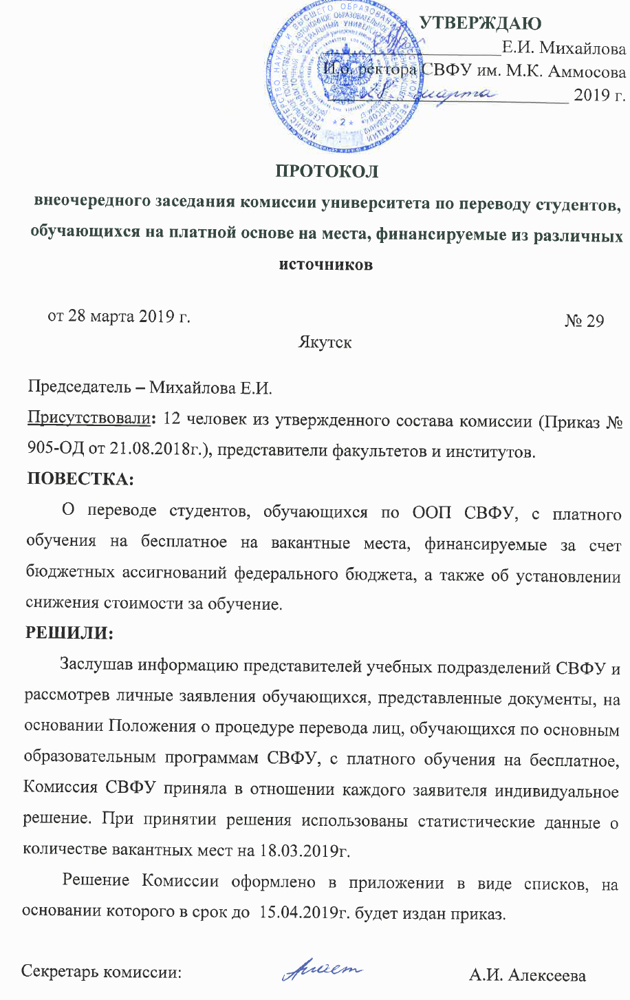 УТВЕРЖДАЮ
Е.И. Михайлова
И.о. ректора СВФУ им. М.К. Аммосова
28 марта 2019 г.
ПРОТОКОЛ
внеочередного заседания комиссии университета по переводу студентов,
обучающихся на платной основе на места, финансируемые из различных
источников
от 28 марта 2019 г.
№ 29
Якутск
Председатель – Михайлова Е.И.
Присутствовали: 12 человек из утвержденного состава комиссии (Приказ №
905-ОД от 21.08.2018г.), представители факультетов и институтов.
ПОВЕСТКА:
О переводе студентов, обучающихся по ООП СВФУ, с платного
обучения на бесплатное на вакантные места, финансируемые за счет
бюджетных ассигнований федерального бюджета, а также об установлении
снижения стоимости за обучение.
РЕШИЛИ:
Заслушав информацию представителей учебных подразделений СВФУ и
рассмотрев личные заявления обучающихся, представленные документы, на
основании Положения о процедуре перевода лиц, обучающихся по основным
образовательным программам СВФУ, с платного обучения на бесплатное,
Комиссия СВФУ приняла в отношении каждого заявителя индивидуальное
решение. При принятии решения использованы статистические данные о
количестве вакантных мест на 18.03.2019г.
Решение Комиссии оформлено в приложении в виде списков, на
основании которого в срок до 15.04.2019г. будет издан приказ.
Секретарь комиссии:
А.И. Алексеева
МИНИСТЕРСТВО НАУКИ И ВЫСШЕГО ОБРАЗОВАНИЯ РОССИЙСКОЙ ФЕДЕРАЦИИ
* 2 *